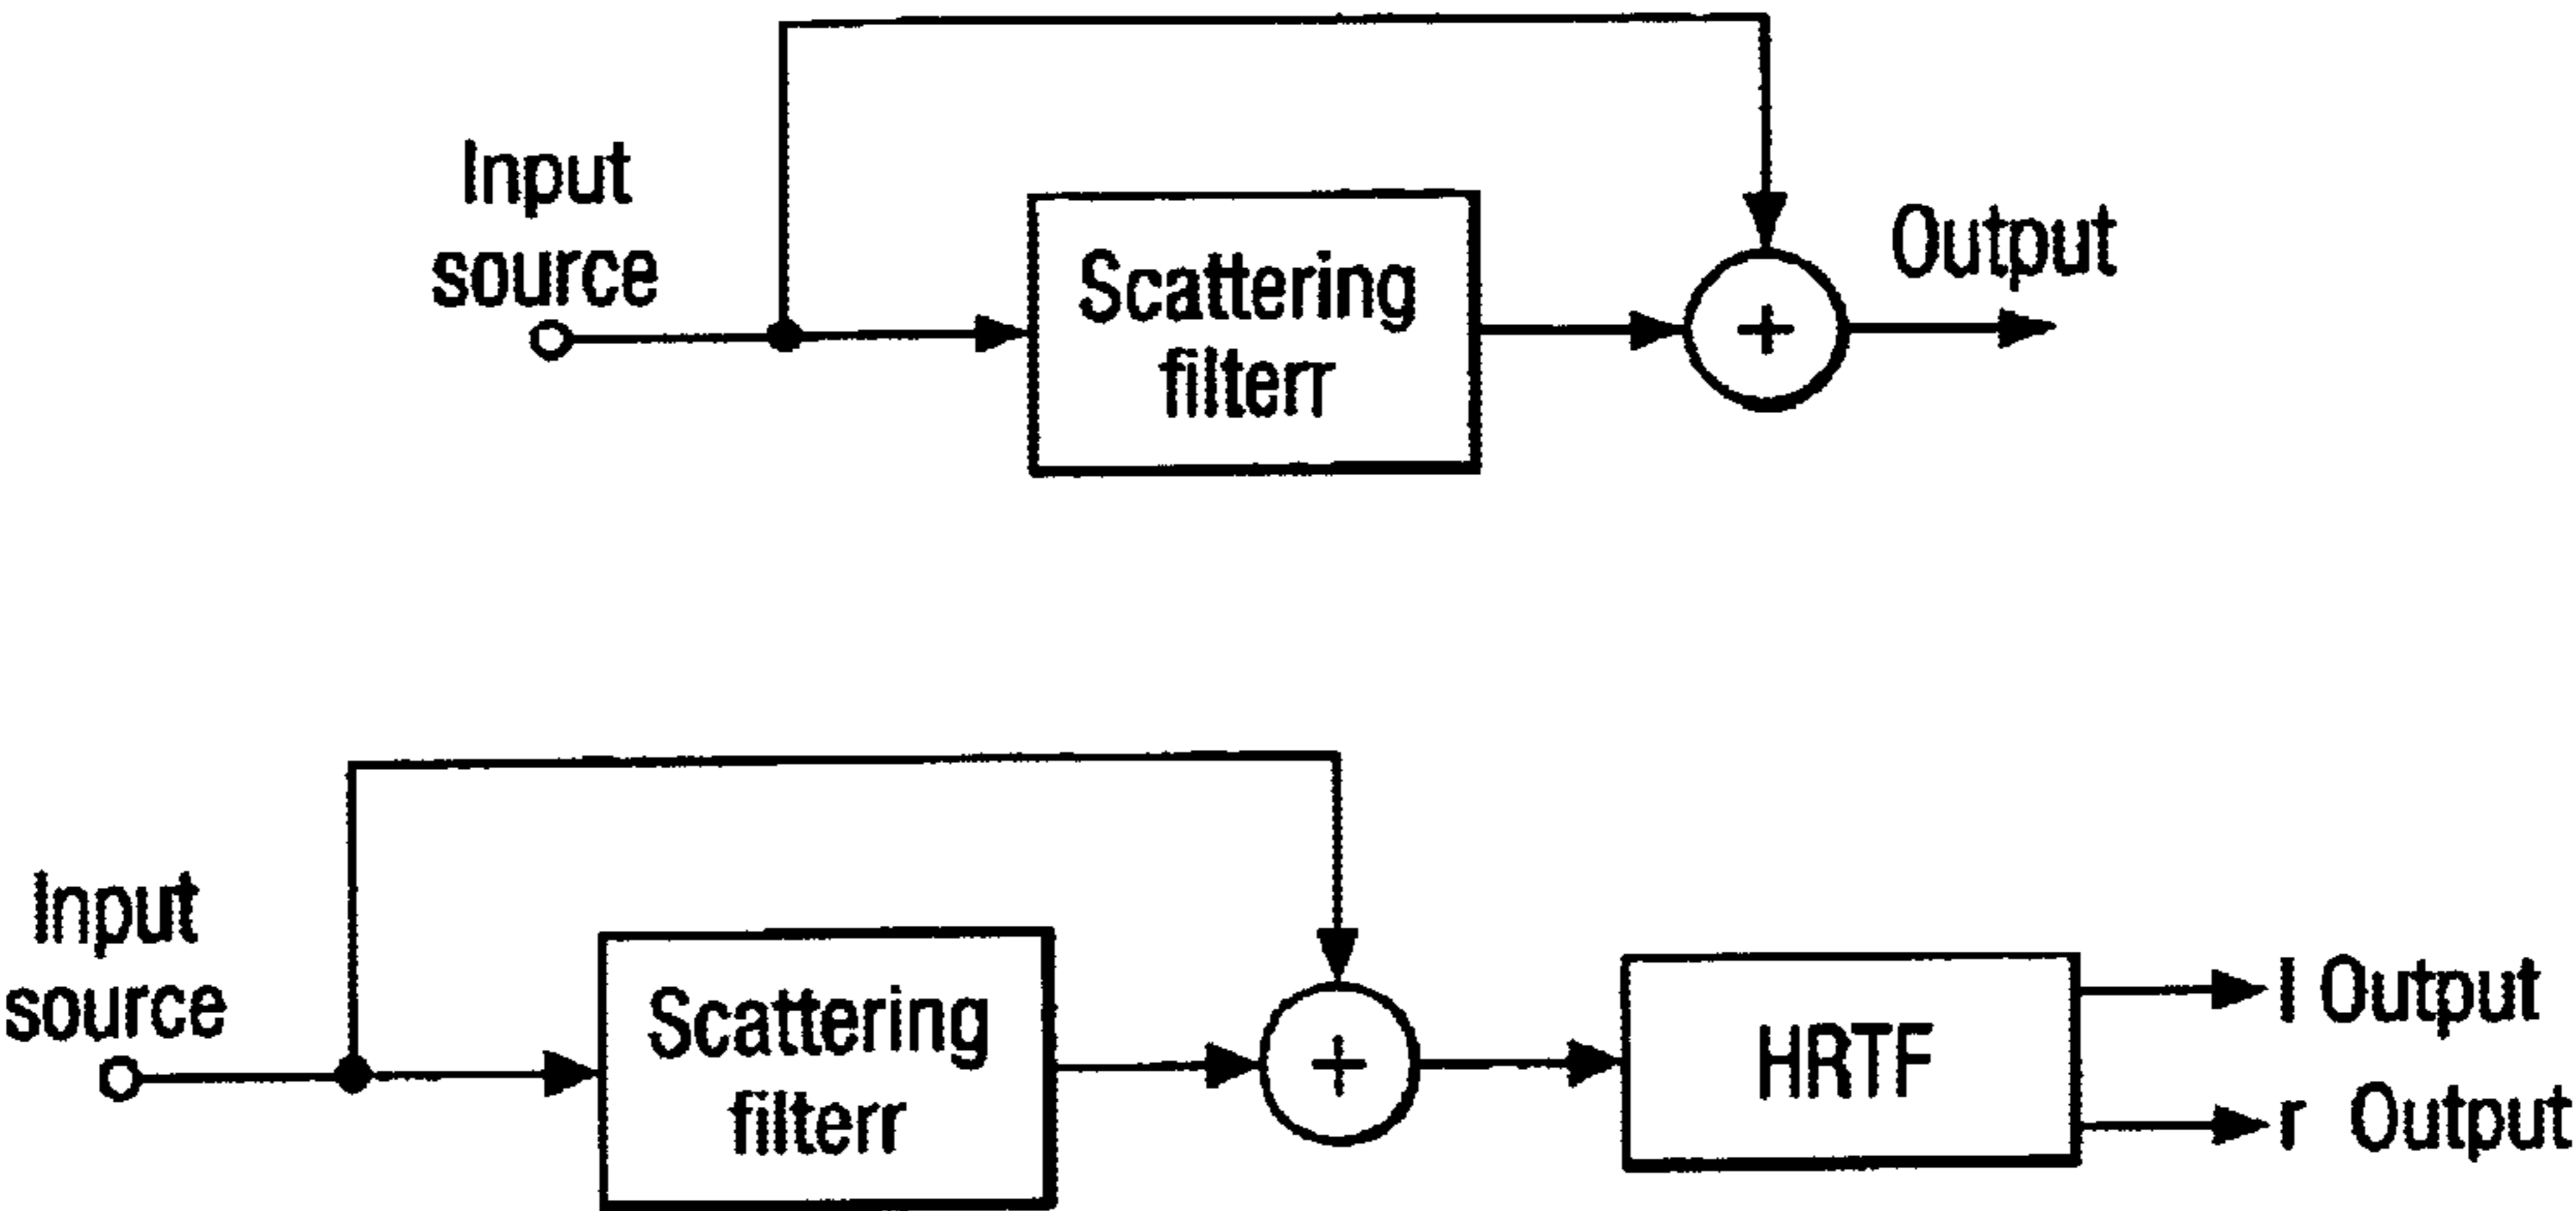 Input
source
Scattering
filterr
+
Output
Input
source
Scattering
filterr
+
HRTF
l Output
r Output